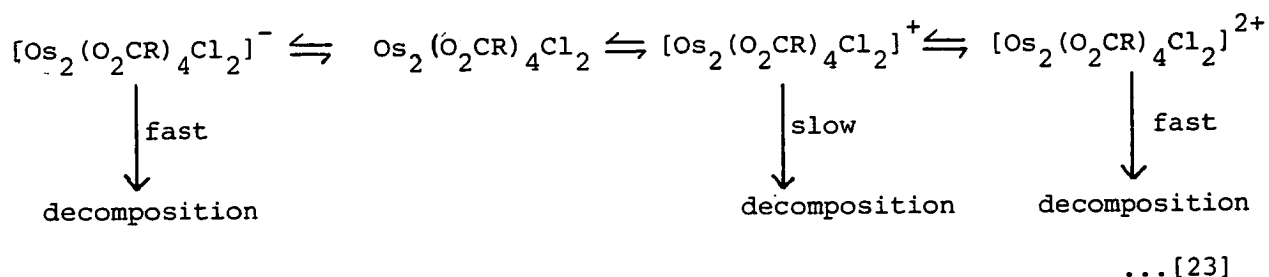 [Os₂(O₂CR)₄Cl₂]⁻ ⇌ Os₂(O₂CR)₄Cl₂ ⇌ [Os₂(O₂CR)₄Cl₂]⁺ ⇌ [Os₂(O₂CR)₄Cl₂]²⁺
fast slow fast
decomposition decomposition decomposition
...[23]